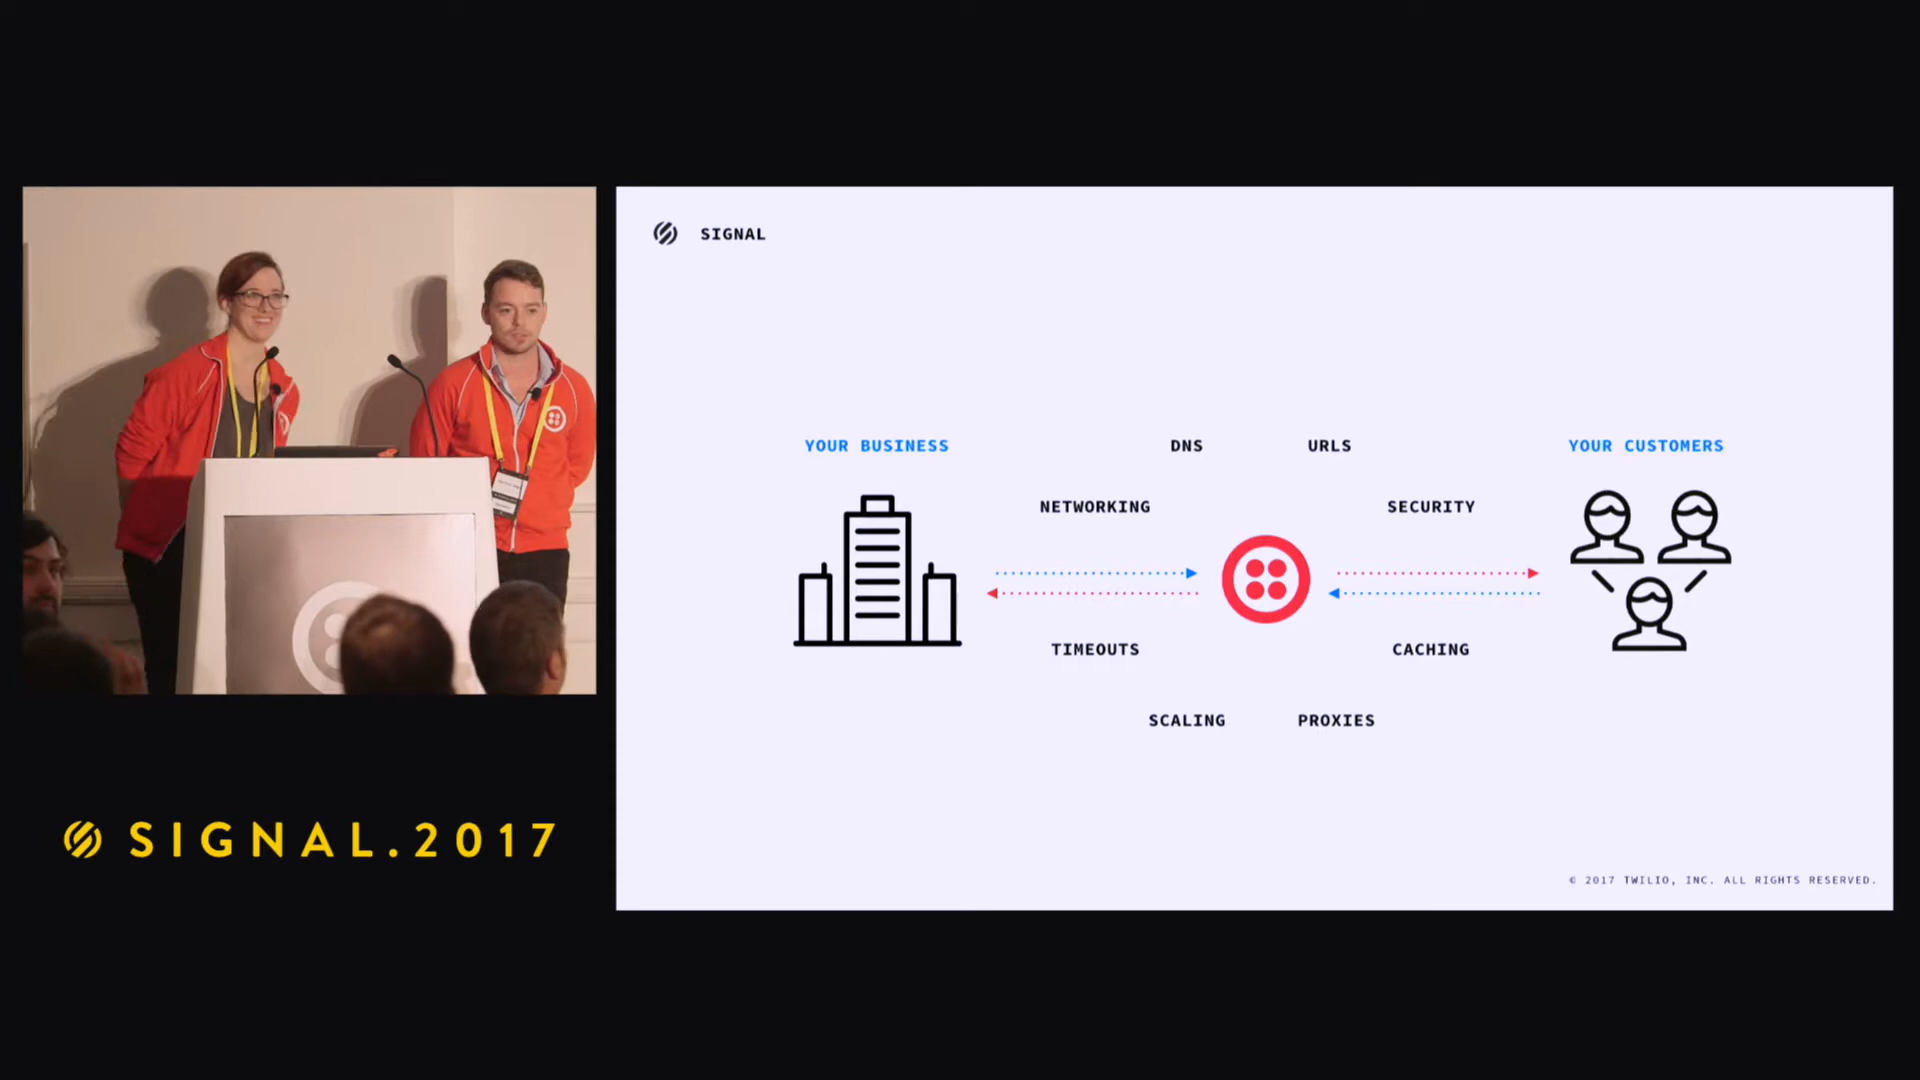 SIGNAL
YOUR BUSINESS
DNS
URLS
YOUR CUSTOMERS
NETWORKING
SECURITY
TIMEOUTS
CACHING
SCALING
PROXIES
SIGNAL.2017
© 2017 TWILIO, INC. ALL RIGHTS RESERVED.